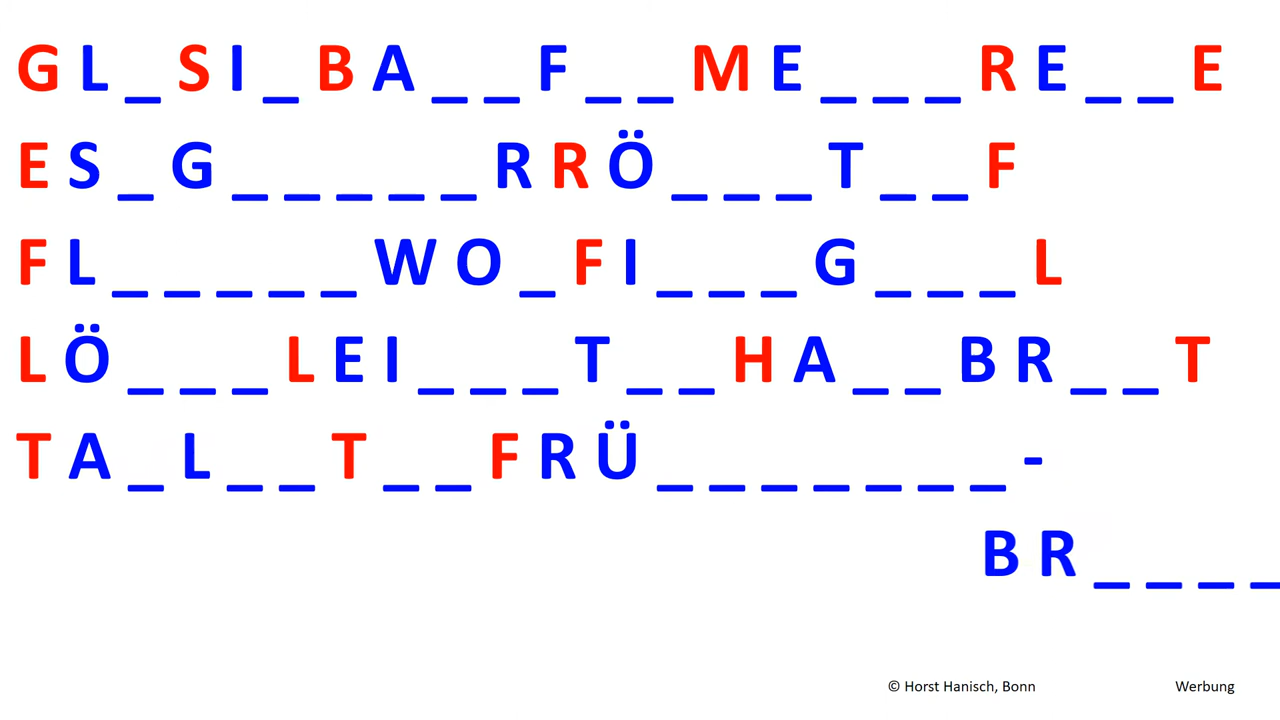 G L _ S I _ B A _ _ F _ _ M E _ _ _ R E _ _ E
E S _ G _ _ _ _ _ R R Ö _ _ _ T _ _ F
F L _ _ _ _ _ W O _ F I _ _ _ G _ _ _ L
L Ö _ _ _ L E I _ _ _ T _ _ H A _ _ B R _ _ T
T A _ L _ _ T _ _ F R Ü _ _ _ _ _ _ _ -
B R _ _ _ _
© Horst Hanisch, Bonn Werbung